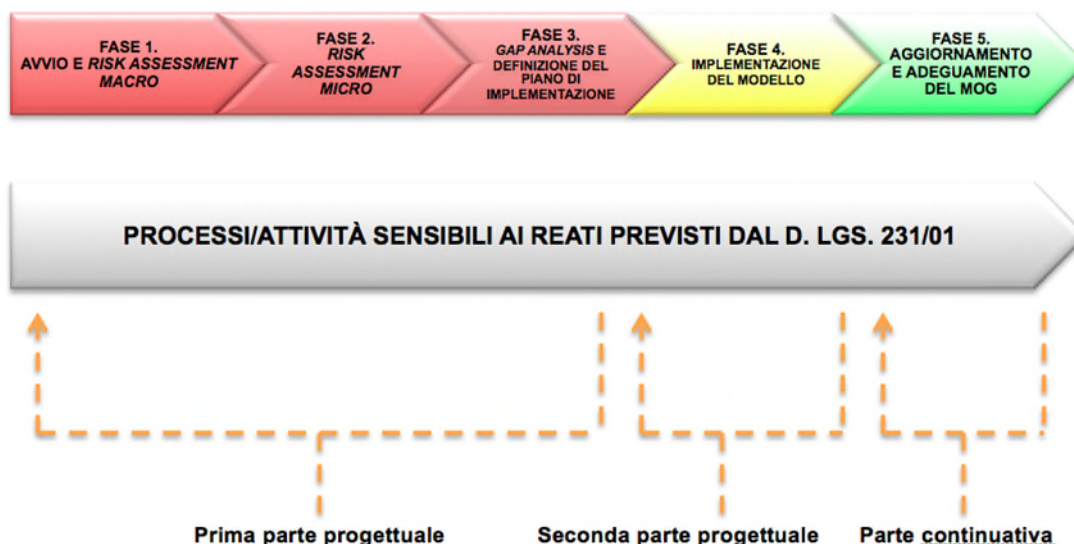 FASE 1.
AVVIO E RISK ASSESSMENT
MACRO
FASE 2.
RISK
ASSESSMENT
MICRO
FASE 3.
GAP ANALYSIS E
DEFINIZIONE DEL
PIANO DI
IMPLEMENTAZIONE
FASE 4.
IMPLEMENTAZIONE
DEL MODELLO
FASE 5.
AGGIORNAMENTO
E ADEGUAMENTO
DEL MOG
PROCESSI/ATTIVITÀ SENSIBILI AI REATI PREVISTI DAL D. LGS. 231/01
Prima parte progettuale
Seconda parte progettuale
Parte continuativa